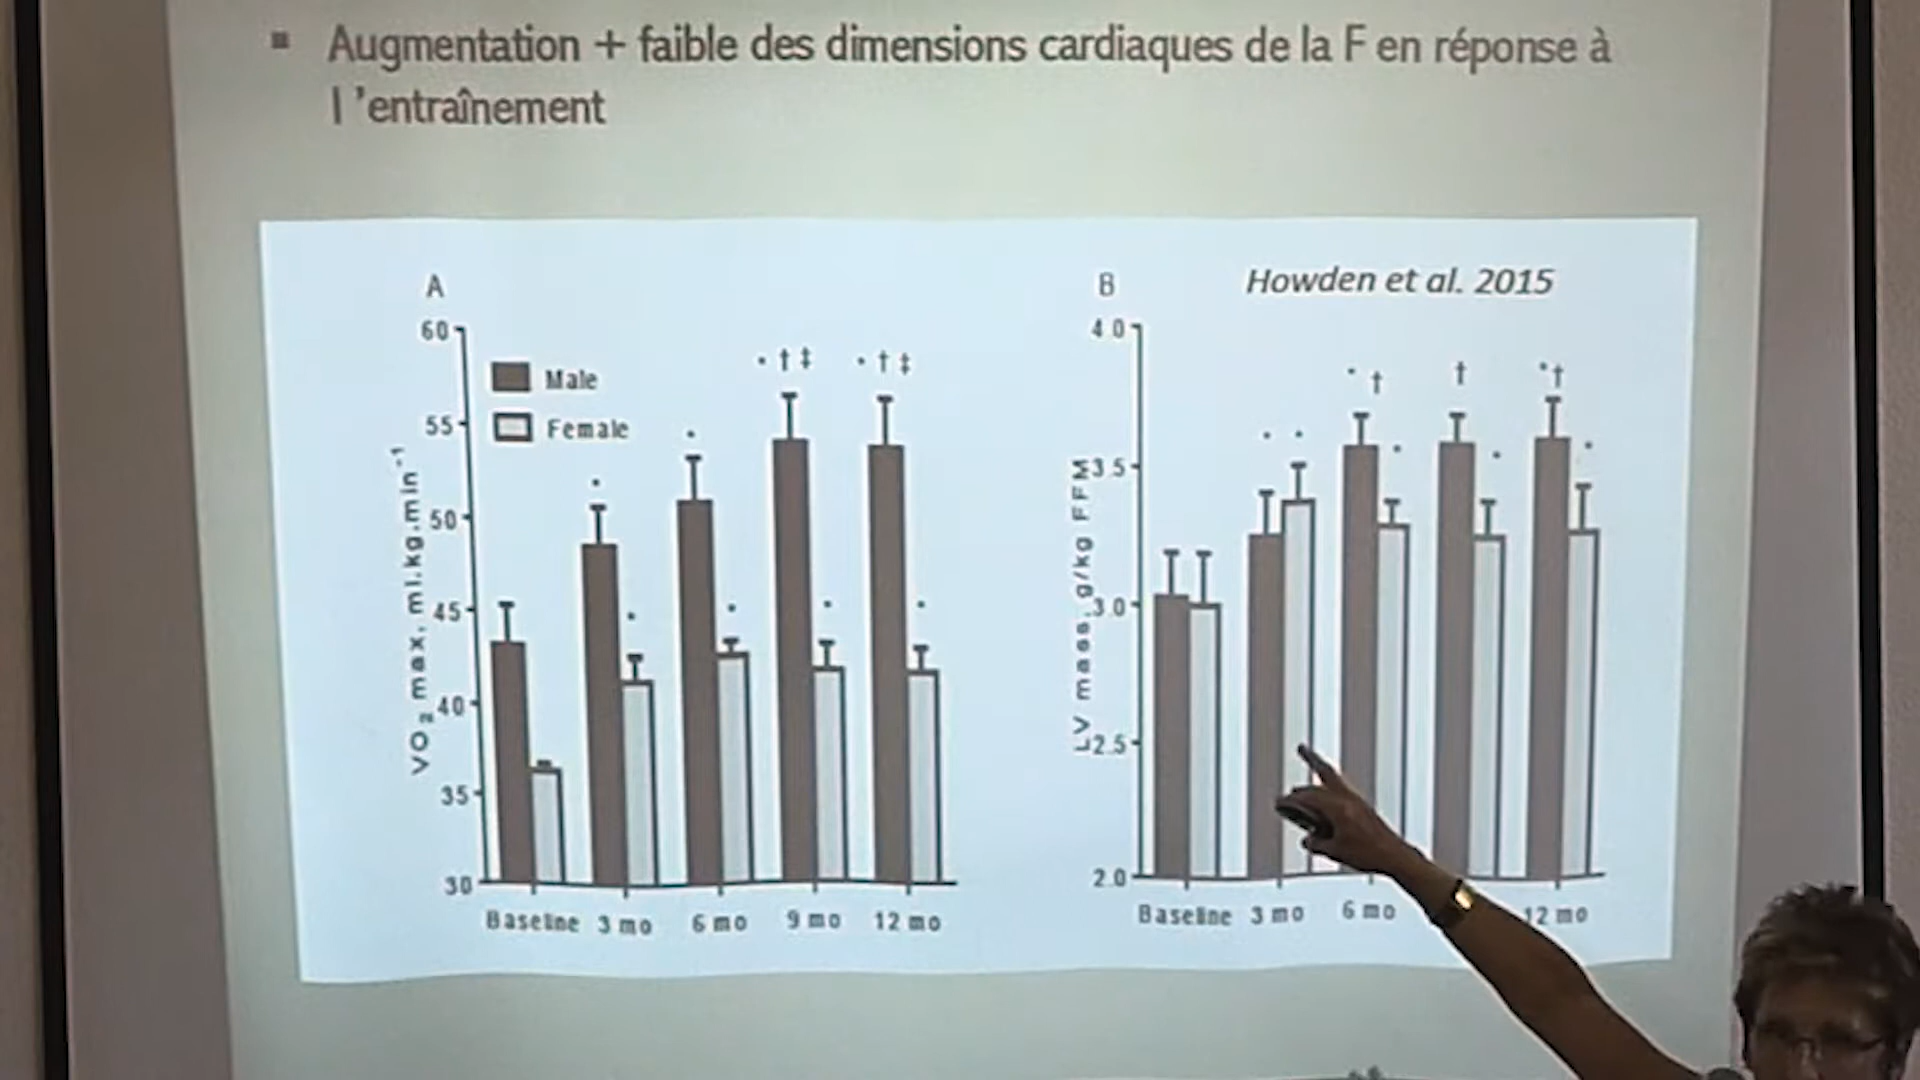 ▪ Augmentation + faible des dimensions cardiaques de la F en réponse à
l 'entraînement
A
B
Howden et al. 2015
60
55
50
45
40
35
30
VO₂ max, ml.kg.min⁻¹
Male
Female
· † ‡
· † ‡
Baseline 3 mo 6 mo 9 mo 12 mo
4.0
3.5
3.0
2.5
2.0
LV mass, g/kg FFM
· †
†
· †
Baseline 3 mo 6 mo 12 mo